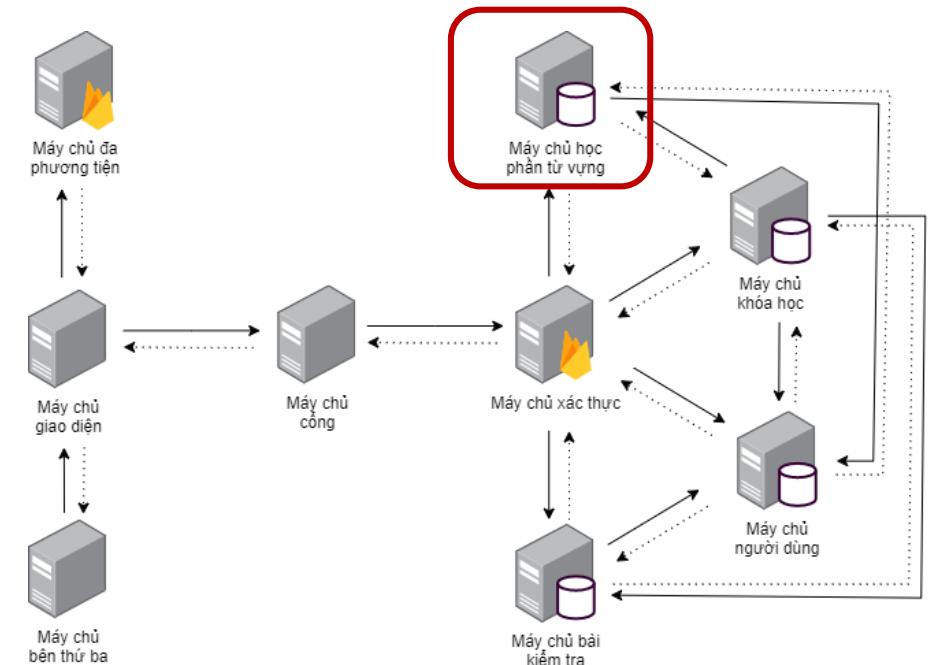 Máy chủ đa
phương tiện
Máy chủ học
phần từ vựng
Máy chủ
khóa học
Máy chủ
giao diện
Máy chủ
cổng
Máy chủ xác thực
Máy chủ
người dùng
Máy chủ
bên thứ ba
Máy chủ bài
kiểm tra